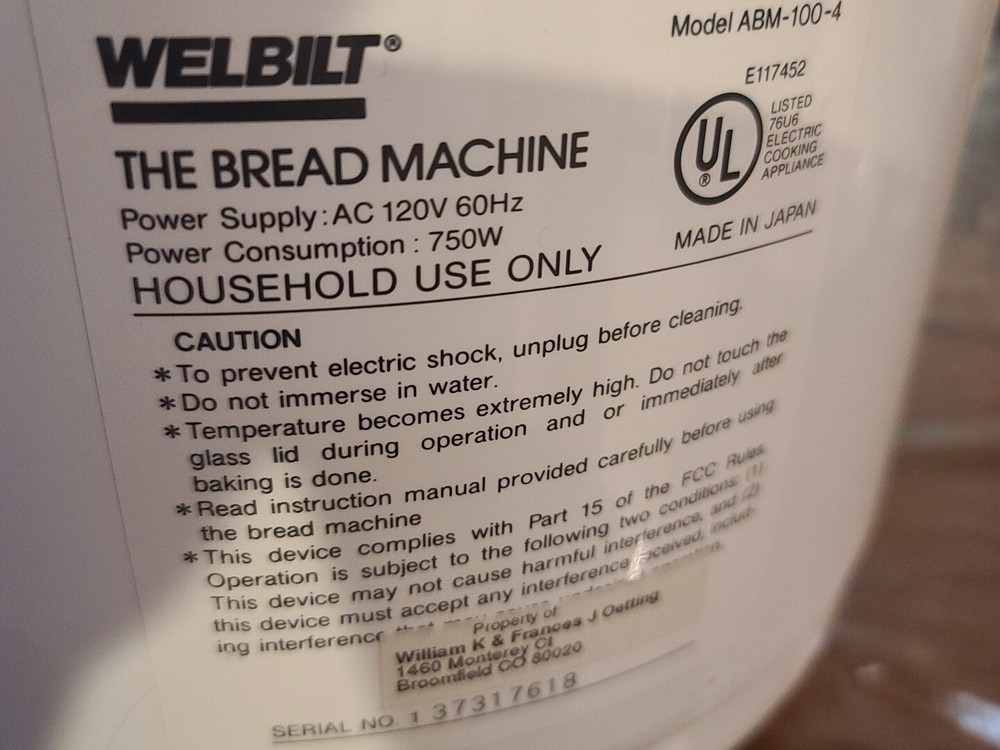 WELBILT®
Model ABM-100-4
E117452
UL®
LISTED
76U6
ELECTRIC
COOKING
APPLIANCE
MADE IN JAPAN
THE BREAD MACHINE
Power Supply: AC 120V 60Hz
Power Consumption : 750W
HOUSEHOLD USE ONLY
CAUTION
*To prevent electric shock, unplug before cleaning.
*Do not immerse in water.
*Temperature becomes extremely high. Do not touch the
glass lid during operation and or immediately after
baking is done.
*Read instruction manual provided carefully before using
the bread machine
*This device complies with Part 15 of the FCC Rules.
Operation is subject to the following two conditions: (1)
This device may not cause harmful interference, and (2)
this device must accept any interference received, includ-
ing interference that may cause
Property of
William K & Frances J Oetting
1460 Monterey Ct
Broomfield CO 80020
SERIAL NO. 1 37317618